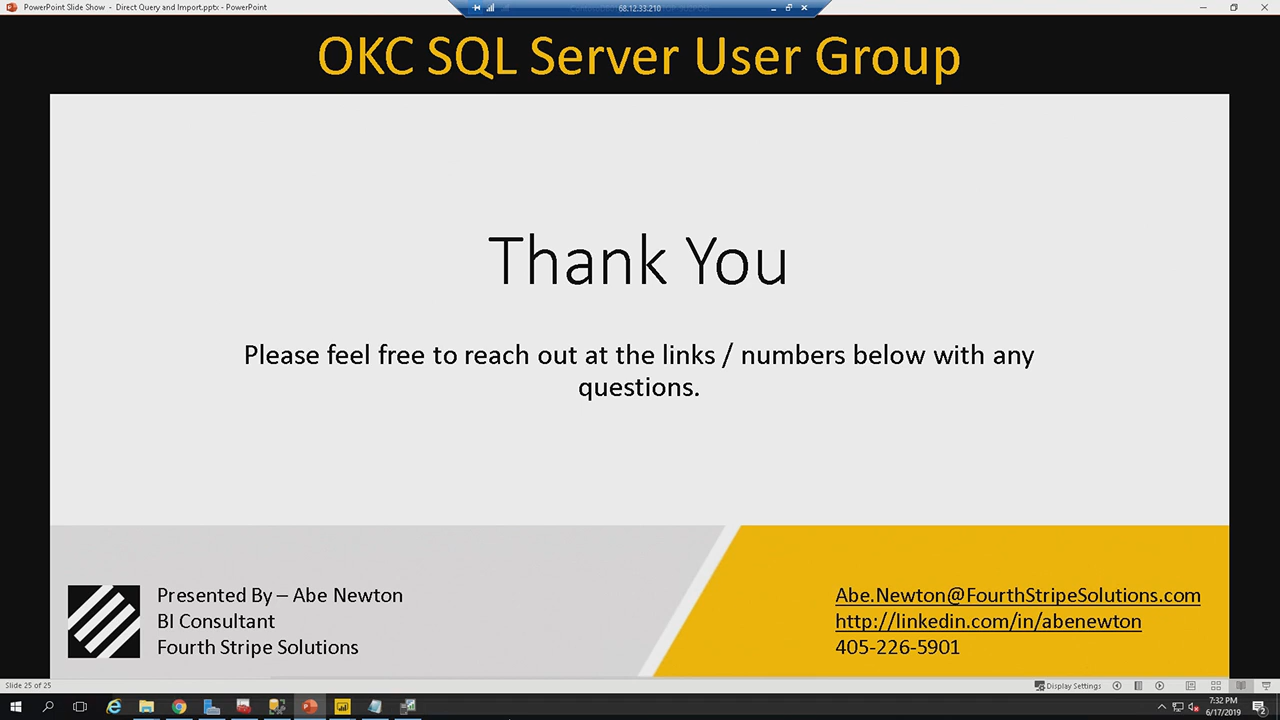 PowerPoint Slide Show - Direct Query and Import.pptx - PowerPoint
68.12.33.210
OKC SQL Server User Group
Thank You
Please feel free to reach out at the links / numbers below with any
questions.
Presented By – Abe Newton
BI Consultant
Fourth Stripe Solutions
Abe.Newton@FourthStripeSolutions.com
http://linkedin.com/in/abenewton
405-226-5901
Slide 25 of 25
Display Settings
7:32 PM
6/17/2019
2